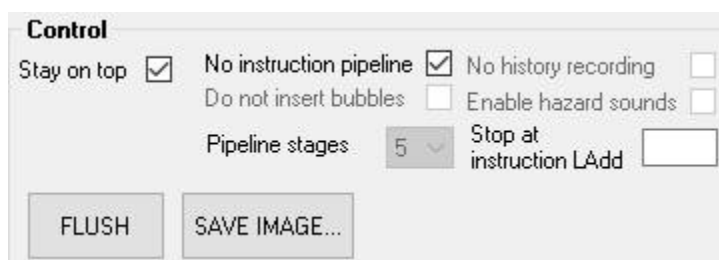 Control
Stay on top
No instruction pipeline
No history recording
Do not insert bubbles
Enable hazard sounds
Pipeline stages
5
Stop at
instruction LAdd
FLUSH
SAVE IMAGE...